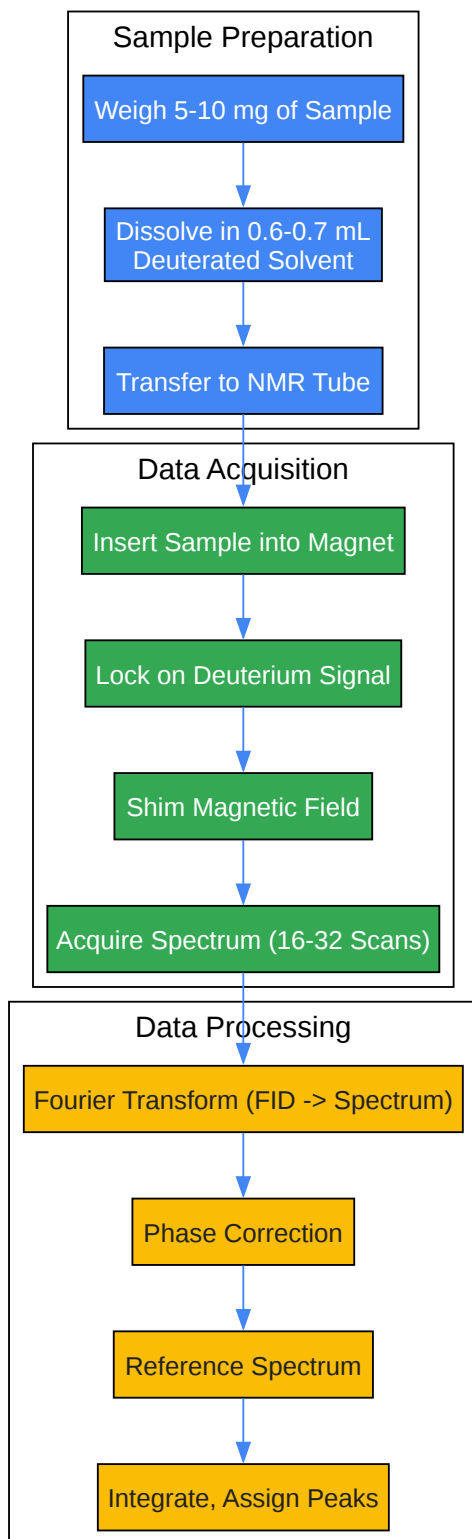 Sample Preparation
Weigh 5-10 mg of Sample
Dissolve in 0.6-0.7 mL
Deuterated Solvent
Transfer to NMR Tube
Data Acquisition
Insert Sample into Magnet
Lock on Deuterium Signal
Shim Magnetic Field
Acquire Spectrum (16-32 Scans)
Data Processing
Fourier Transform (FID -> Spectrum)
Phase Correction
Reference Spectrum
Integrate, Assign Peaks